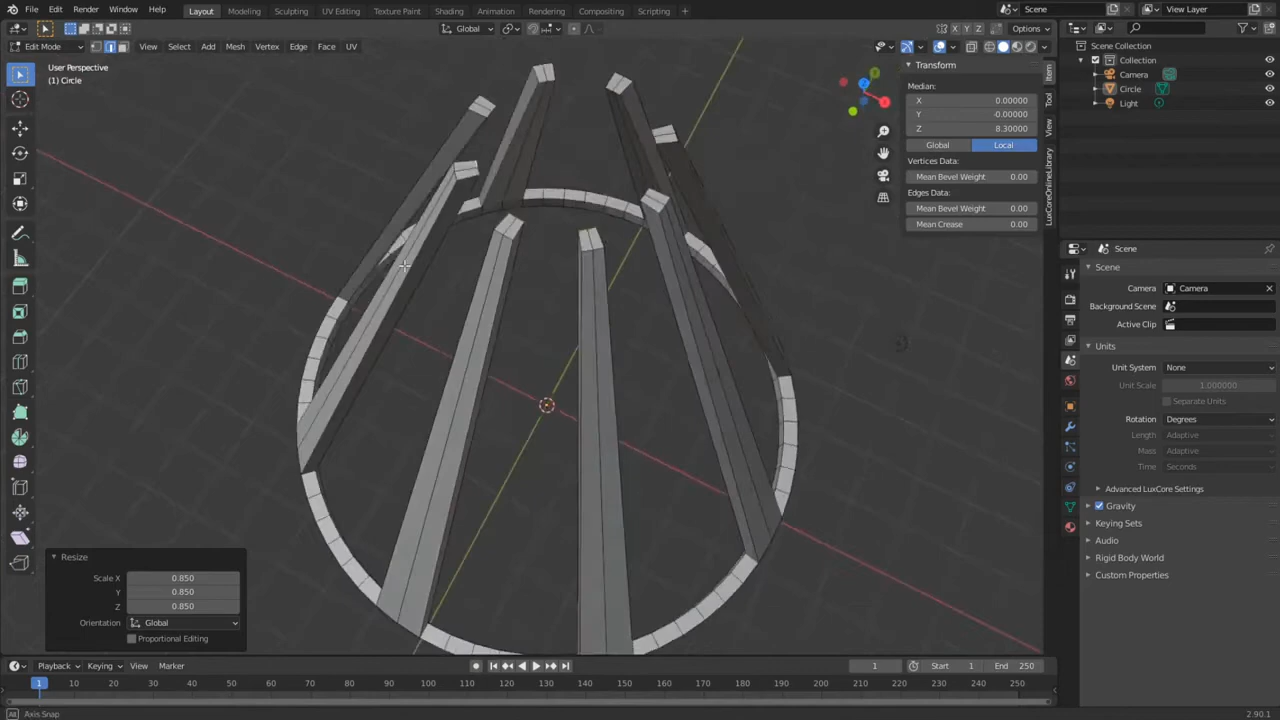 File Edit Render Window Help Layout Modeling Sculpting UV Editing Texture Paint Shading Animation Rendering Compositing Scripting + Scene View Layer
Global Options
Edit Mode View Select Add Mesh Vertex Edge Face UV X Y Z
User Perspective
(1) Circle
Transform
Median:
X 0.00000
Y -0.00000
Z 8.30000
Global Local
Vertices Data:
Mean Bevel Weight 0.00
Edges Data:
Mean Bevel Weight 0.00
Mean Crease 0.00
Item
Tool
View
LuxCoreOnlineLibrary
Scene Collection
Collection
Camera
Circle
Light
Scene
Scene
Camera Camera
Background Scene
Active Clip
Units
Unit System None
Unit Scale 1.000000
Separate Units
Rotation Degrees
Length Adaptive
Mass Adaptive
Time Seconds
Advanced LuxCore Settings
Gravity
Keying Sets
Audio
Rigid Body World
Custom Properties
Resize
Scale X 0.850
Y 0.850
Z 0.850
Orientation Global
Proportional Editing
Playback Keying View Marker 1 Start 1 End 250
1 10 20 30 40 50 60 70 80 90 100 110 120 130 140 150 160 170 180 190 200 210 220 230 240 250
Axis Snap 2.90.1